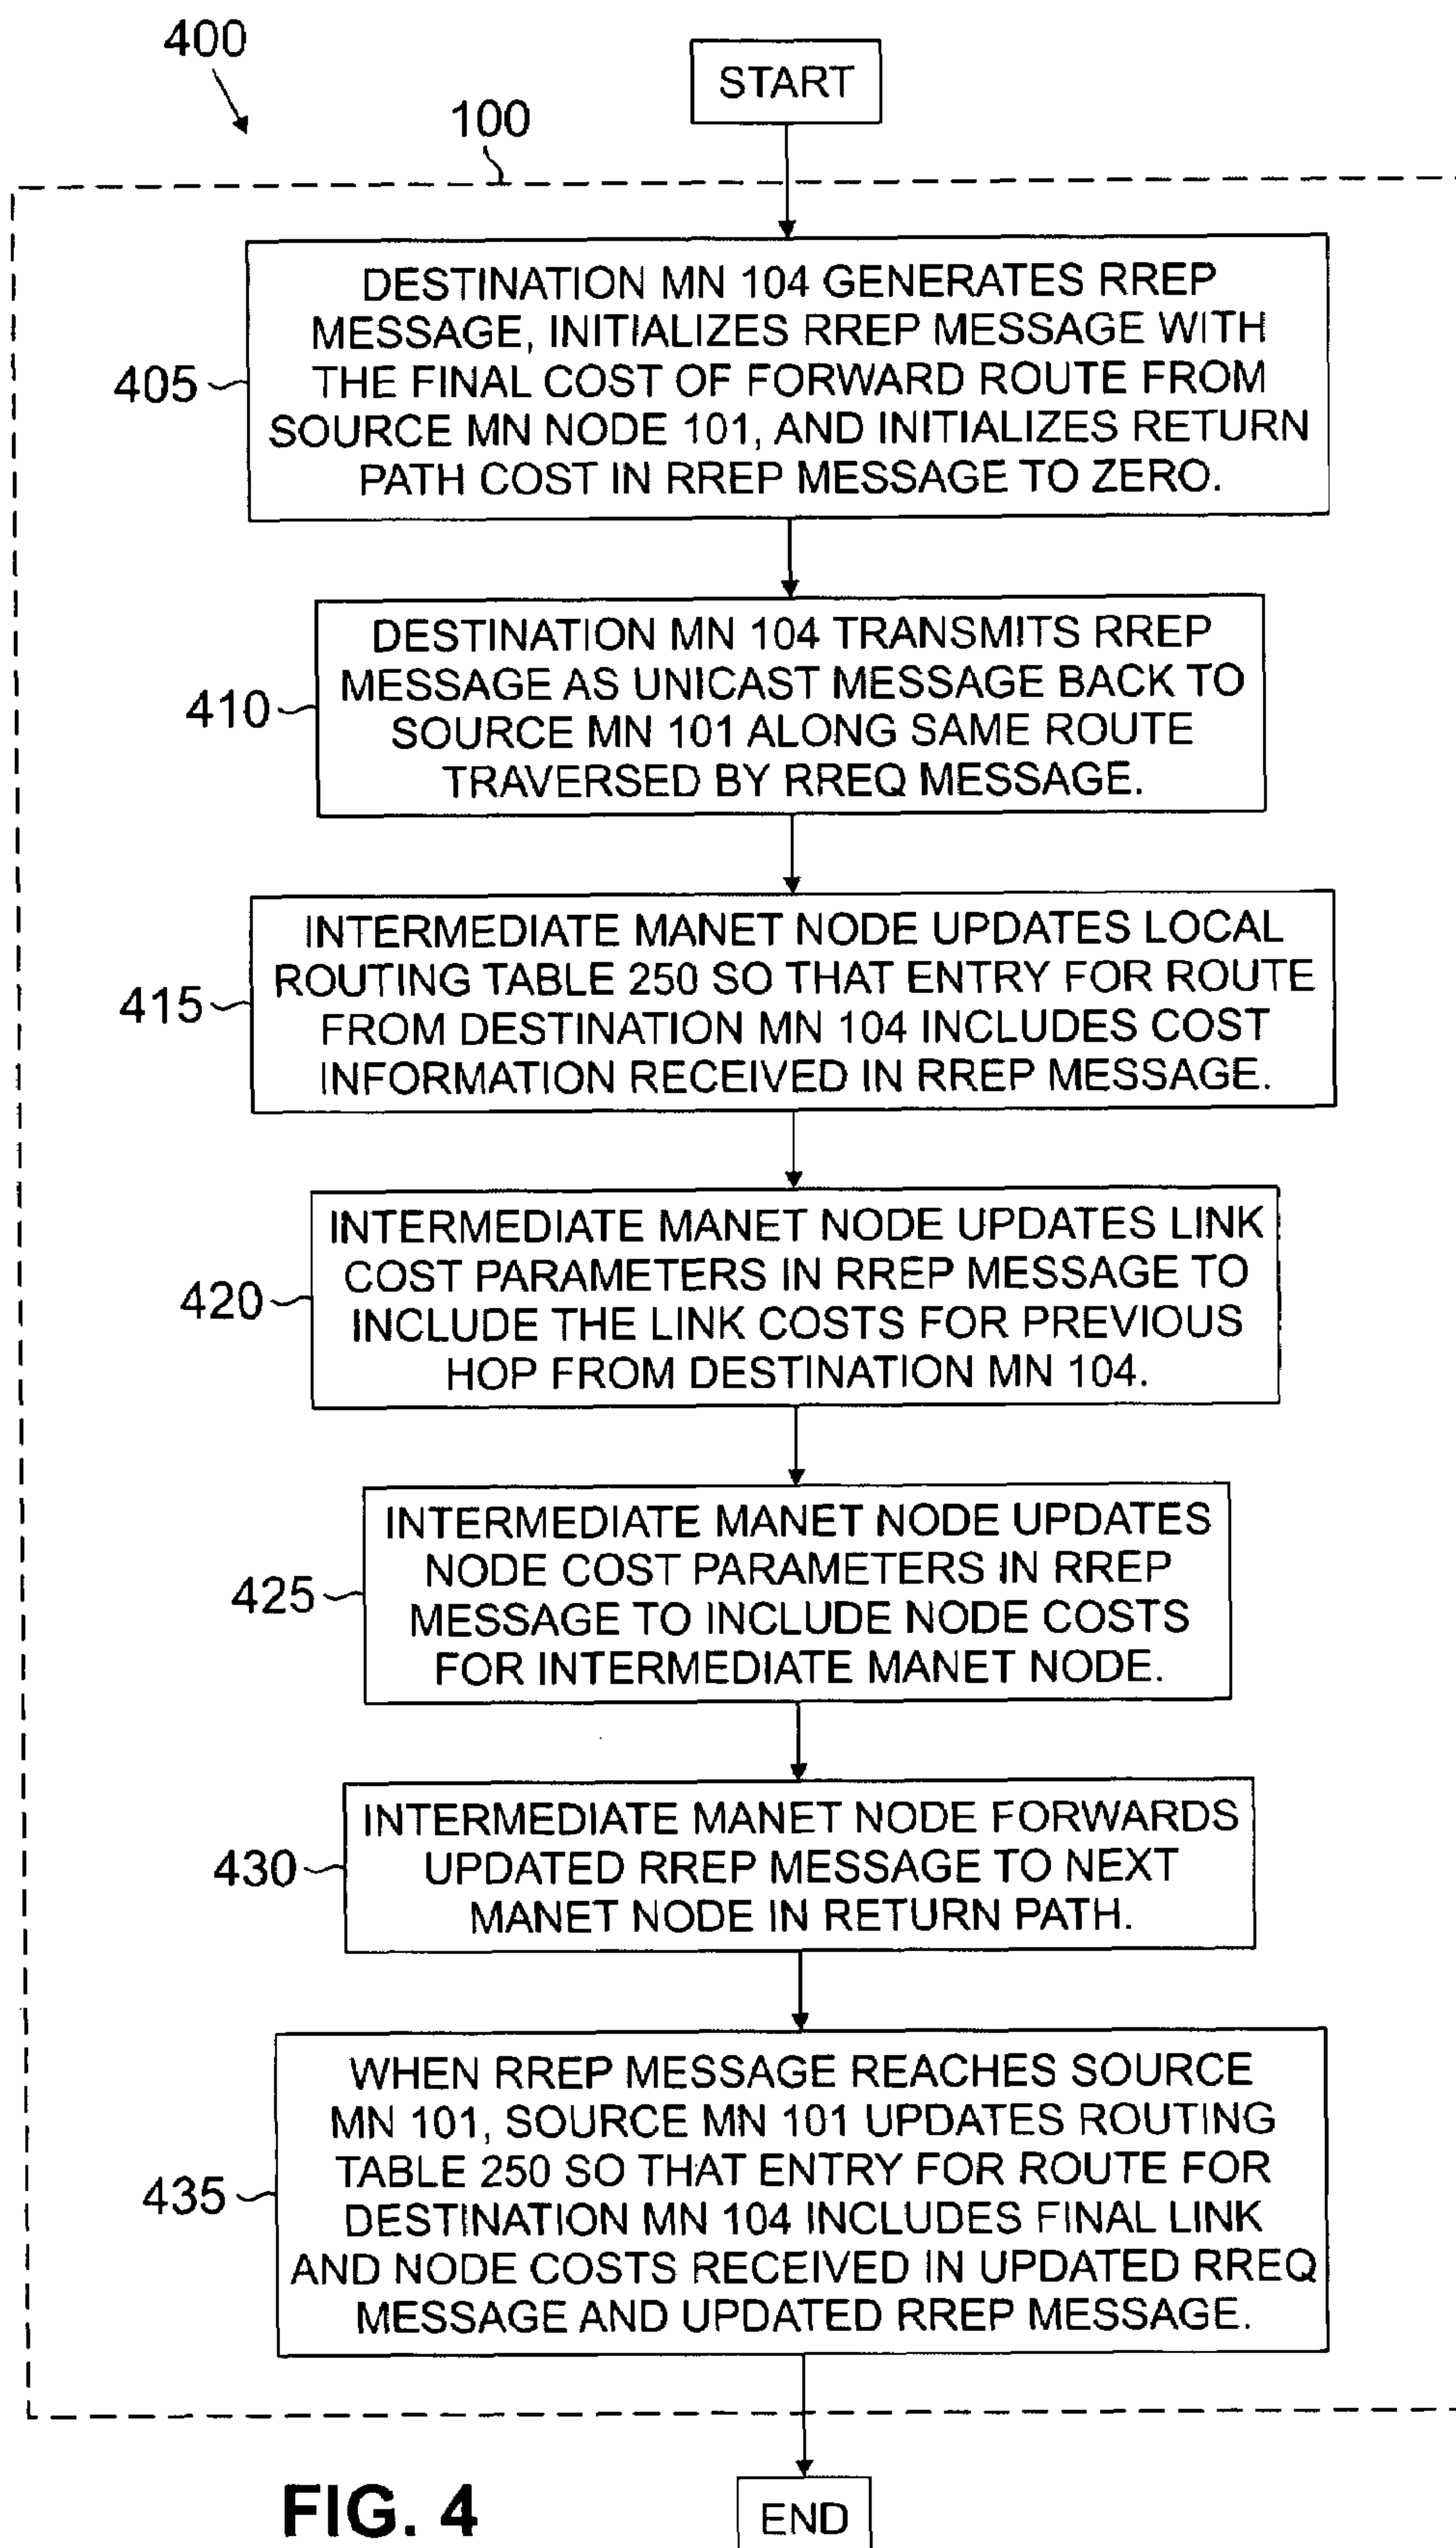 400
START
100
405
DESTINATION MN 104 GENERATES RREP
MESSAGE, INITIALIZES RREP MESSAGE WITH
THE FINAL COST OF FORWARD ROUTE FROM
SOURCE MN NODE 101, AND INITIALIZES RETURN
PATH COST IN RREP MESSAGE TO ZERO.
410
DESTINATION MN 104 TRANSMITS RREP
MESSAGE AS UNICAST MESSAGE BACK TO
SOURCE MN 101 ALONG SAME ROUTE
TRAVERSED BY RREQ MESSAGE.
415
INTERMEDIATE MANET NODE UPDATES LOCAL
ROUTING TABLE 250 SO THAT ENTRY FOR ROUTE
FROM DESTINATION MN 104 INCLUDES COST
INFORMATION RECEIVED IN RREP MESSAGE.
420
INTERMEDIATE MANET NODE UPDATES LINK
COST PARAMETERS IN RREP MESSAGE TO
INCLUDE THE LINK COSTS FOR PREVIOUS
HOP FROM DESTINATION MN 104.
425
INTERMEDIATE MANET NODE UPDATES
NODE COST PARAMETERS IN RREP
MESSAGE TO INCLUDE NODE COSTS
FOR INTERMEDIATE MANET NODE.
430
INTERMEDIATE MANET NODE FORWARDS
UPDATED RREP MESSAGE TO NEXT
MANET NODE IN RETURN PATH.
435
WHEN RREP MESSAGE REACHES SOURCE
MN 101, SOURCE MN 101 UPDATES ROUTING
TABLE 250 SO THAT ENTRY FOR ROUTE FOR
DESTINATION MN 104 INCLUDES FINAL LINK
AND NODE COSTS RECEIVED IN UPDATED RREQ
MESSAGE AND UPDATED RREP MESSAGE.
FIG. 4
END